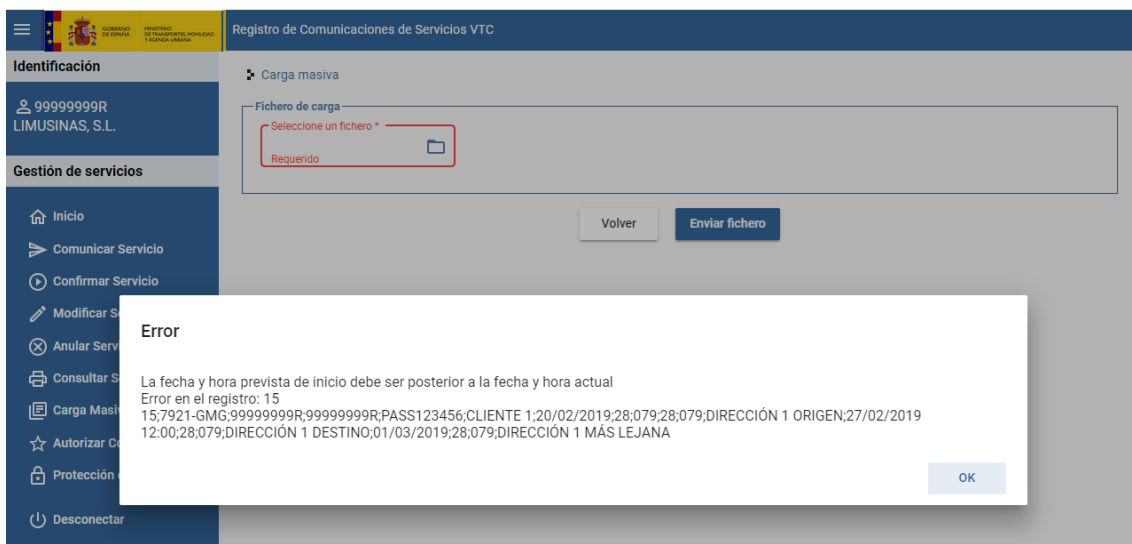 GOBIERNO DE ESPAÑA
MINISTERIO DE TRANSPORTES, MOVILIDAD Y AGENDA URBANA
Registro de Comunicaciones de Servicios VTC
Identificación
99999999R
LIMUSINAS, S.L.
Gestión de servicios
Inicio
Comunicar Servicio
Confirmar Servicio
Modificar S
Anular Serv
Consultar S
Carga Masi
Autorizar C
Protección
Desconectar
Carga masiva
Fichero de carga
Seleccione un fichero *
Requerido
Volver
Enviar fichero
Error
La fecha y hora prevista de inicio debe ser posterior a la fecha y hora actual
Error en el registro: 15
15;7921-GMG;99999999R;99999999R;PASS123456;CLIENTE 1;20/02/2019;28;079;28;079;DIRECCIÓN 1 ORIGEN;27/02/2019
12:00;28;079;DIRECCIÓN 1 DESTINO;01/03/2019;28;079;DIRECCIÓN 1 MÁS LEJANA
OK